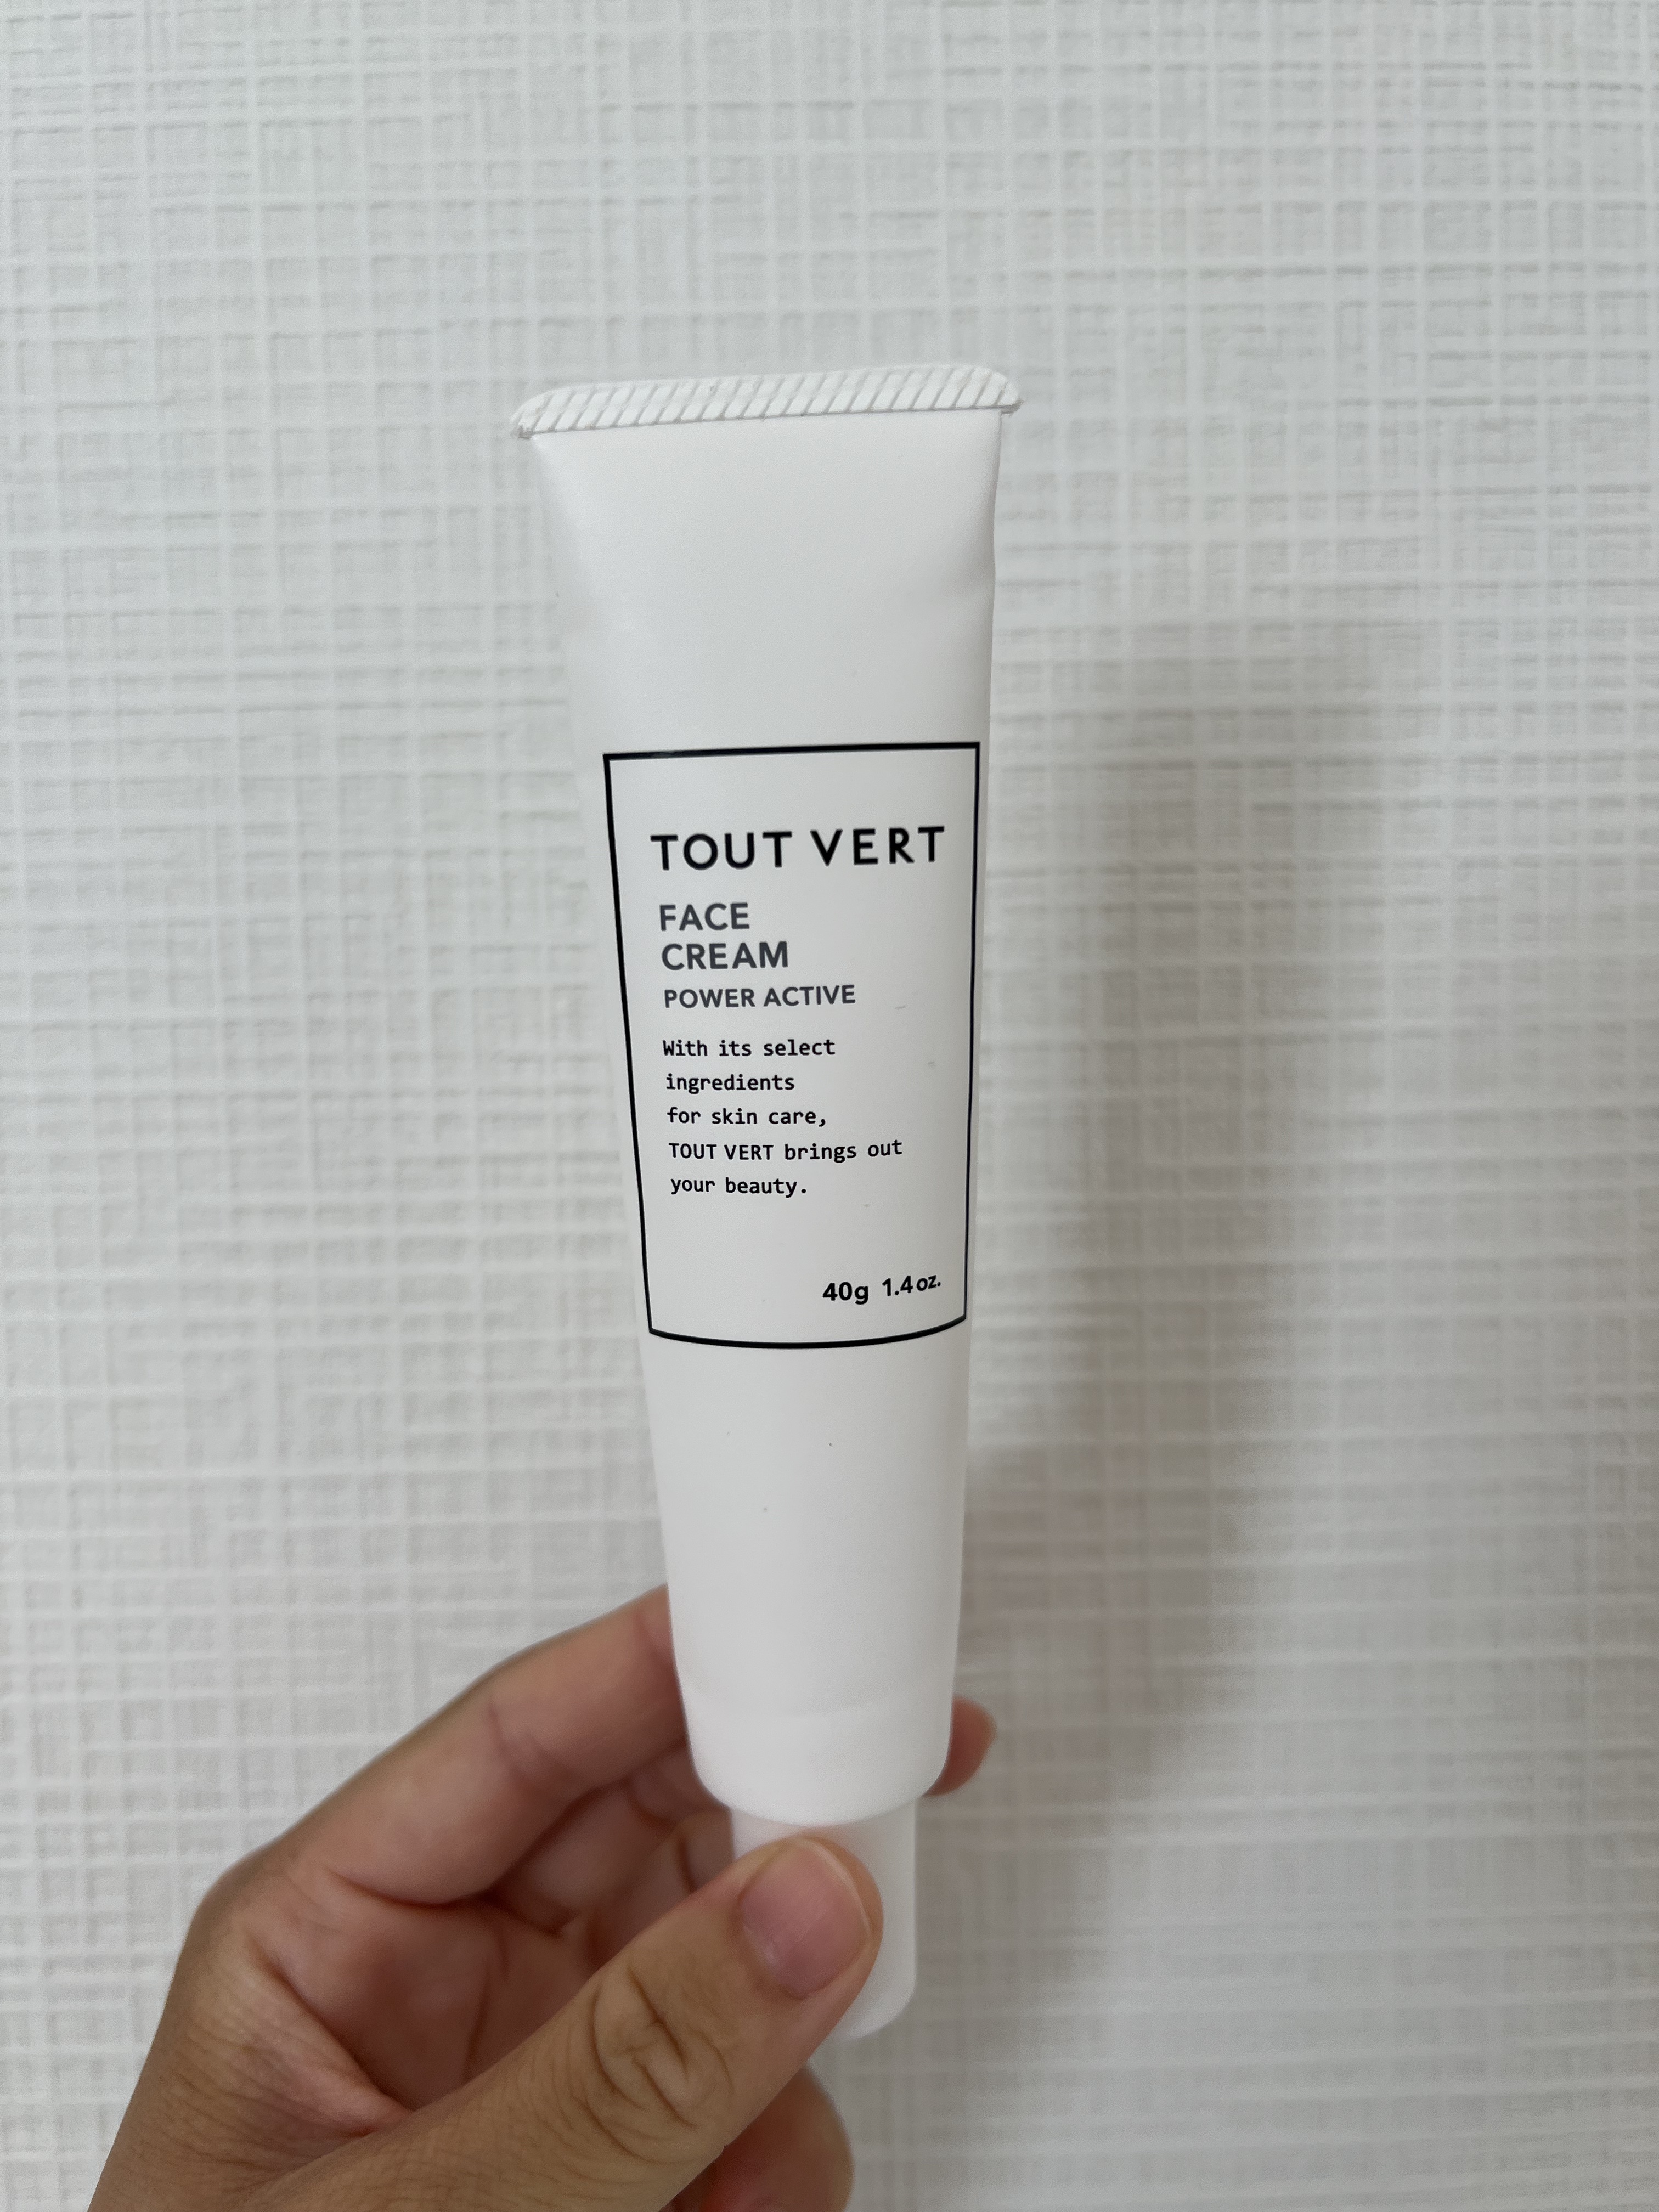 TOUT VERT
FACE
CREAM
POWER ACTIVE
With its select
ingredients
for skin care,
TOUT VERT brings out
your beauty.
40g 1.4oz.